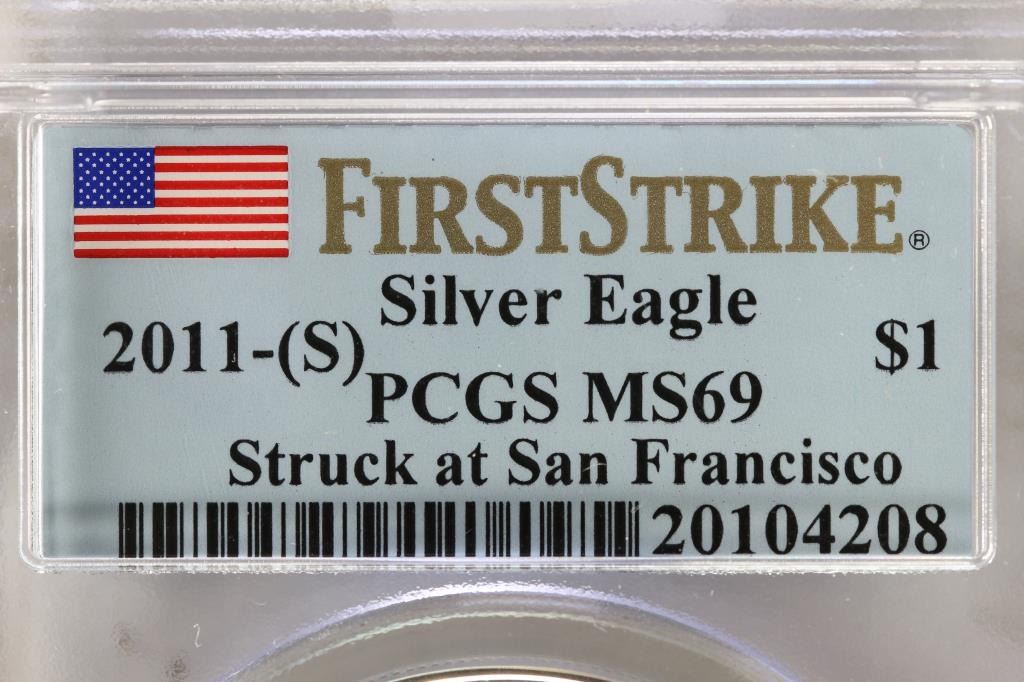 FIRSTSTRIKE®
Silver Eagle
2011-(S) $1
PCGS MS69
Struck at San Francisco
20104208